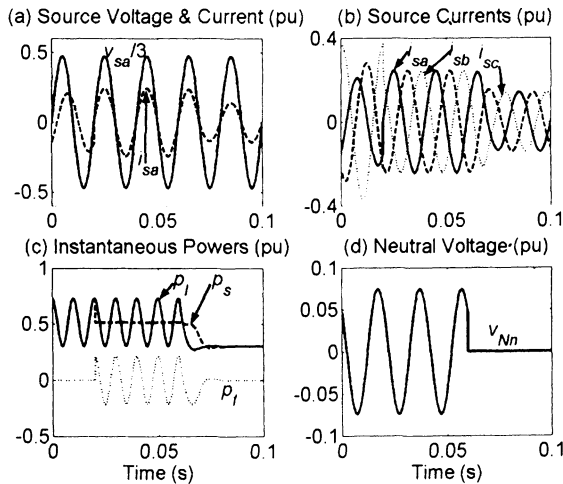 (a) Source Voltage & Current (pu)
0.5
0
-0.5
0
0.05
0.1
v_sa/3
i_sa
(b) Source Currents (pu)
0.4
0
-0.4
0
0.05
0.1
i_sa
i_sb
i_sc
(c) Instantaneous Powers (pu)
1
0.5
0
-0.5
0
0.05
0.1
Time (s)
p_l
p_s
p_f
(d) Neutral Voltage (pu)
0.1
0.05
0
-0.05
-0.1
0
0.05
0.1
Time (s)
v_Nn